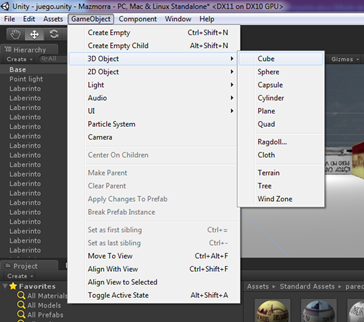 Unity - juego.unity - Mazmorra - PC, Mac & Linux Standalone* <DX11 on DX10 GPU>
File Edit Assets GameObject Component Window Help
Hierarchy
Create
All
Base
Point light
Laberinto
Laberinto
Laberinto
Laberinto
Laberinto
Laberinto
Laberinto
Laberinto
Laberinto
Laberinto
Laberinto
Laberinto
Laberinto
Laberinto
Create Empty Ctrl+Shift+N
Create Empty Child Alt+Shift+N
3D Object
2D Object
Light
Audio
UI
Particle System
Camera
Center On Children
Make Parent
Clear Parent
Apply Changes To Prefab
Break Prefab Instance
Set as first sibling Ctrl+=
Set as last sibling Ctrl+-
Move To View Ctrl+Alt+F
Align With View Ctrl+Shift+F
Align View to Selected
Toggle Active State Alt+Shift+A
Cube
Sphere
Capsule
Cylinder
Plane
Quad
Ragdoll...
Cloth
Terrain
Tree
Wind Zone
Gizmos
Project
Create
Favorites
All Materials
All Models
All Prefabs
Assets Standard Assets pared